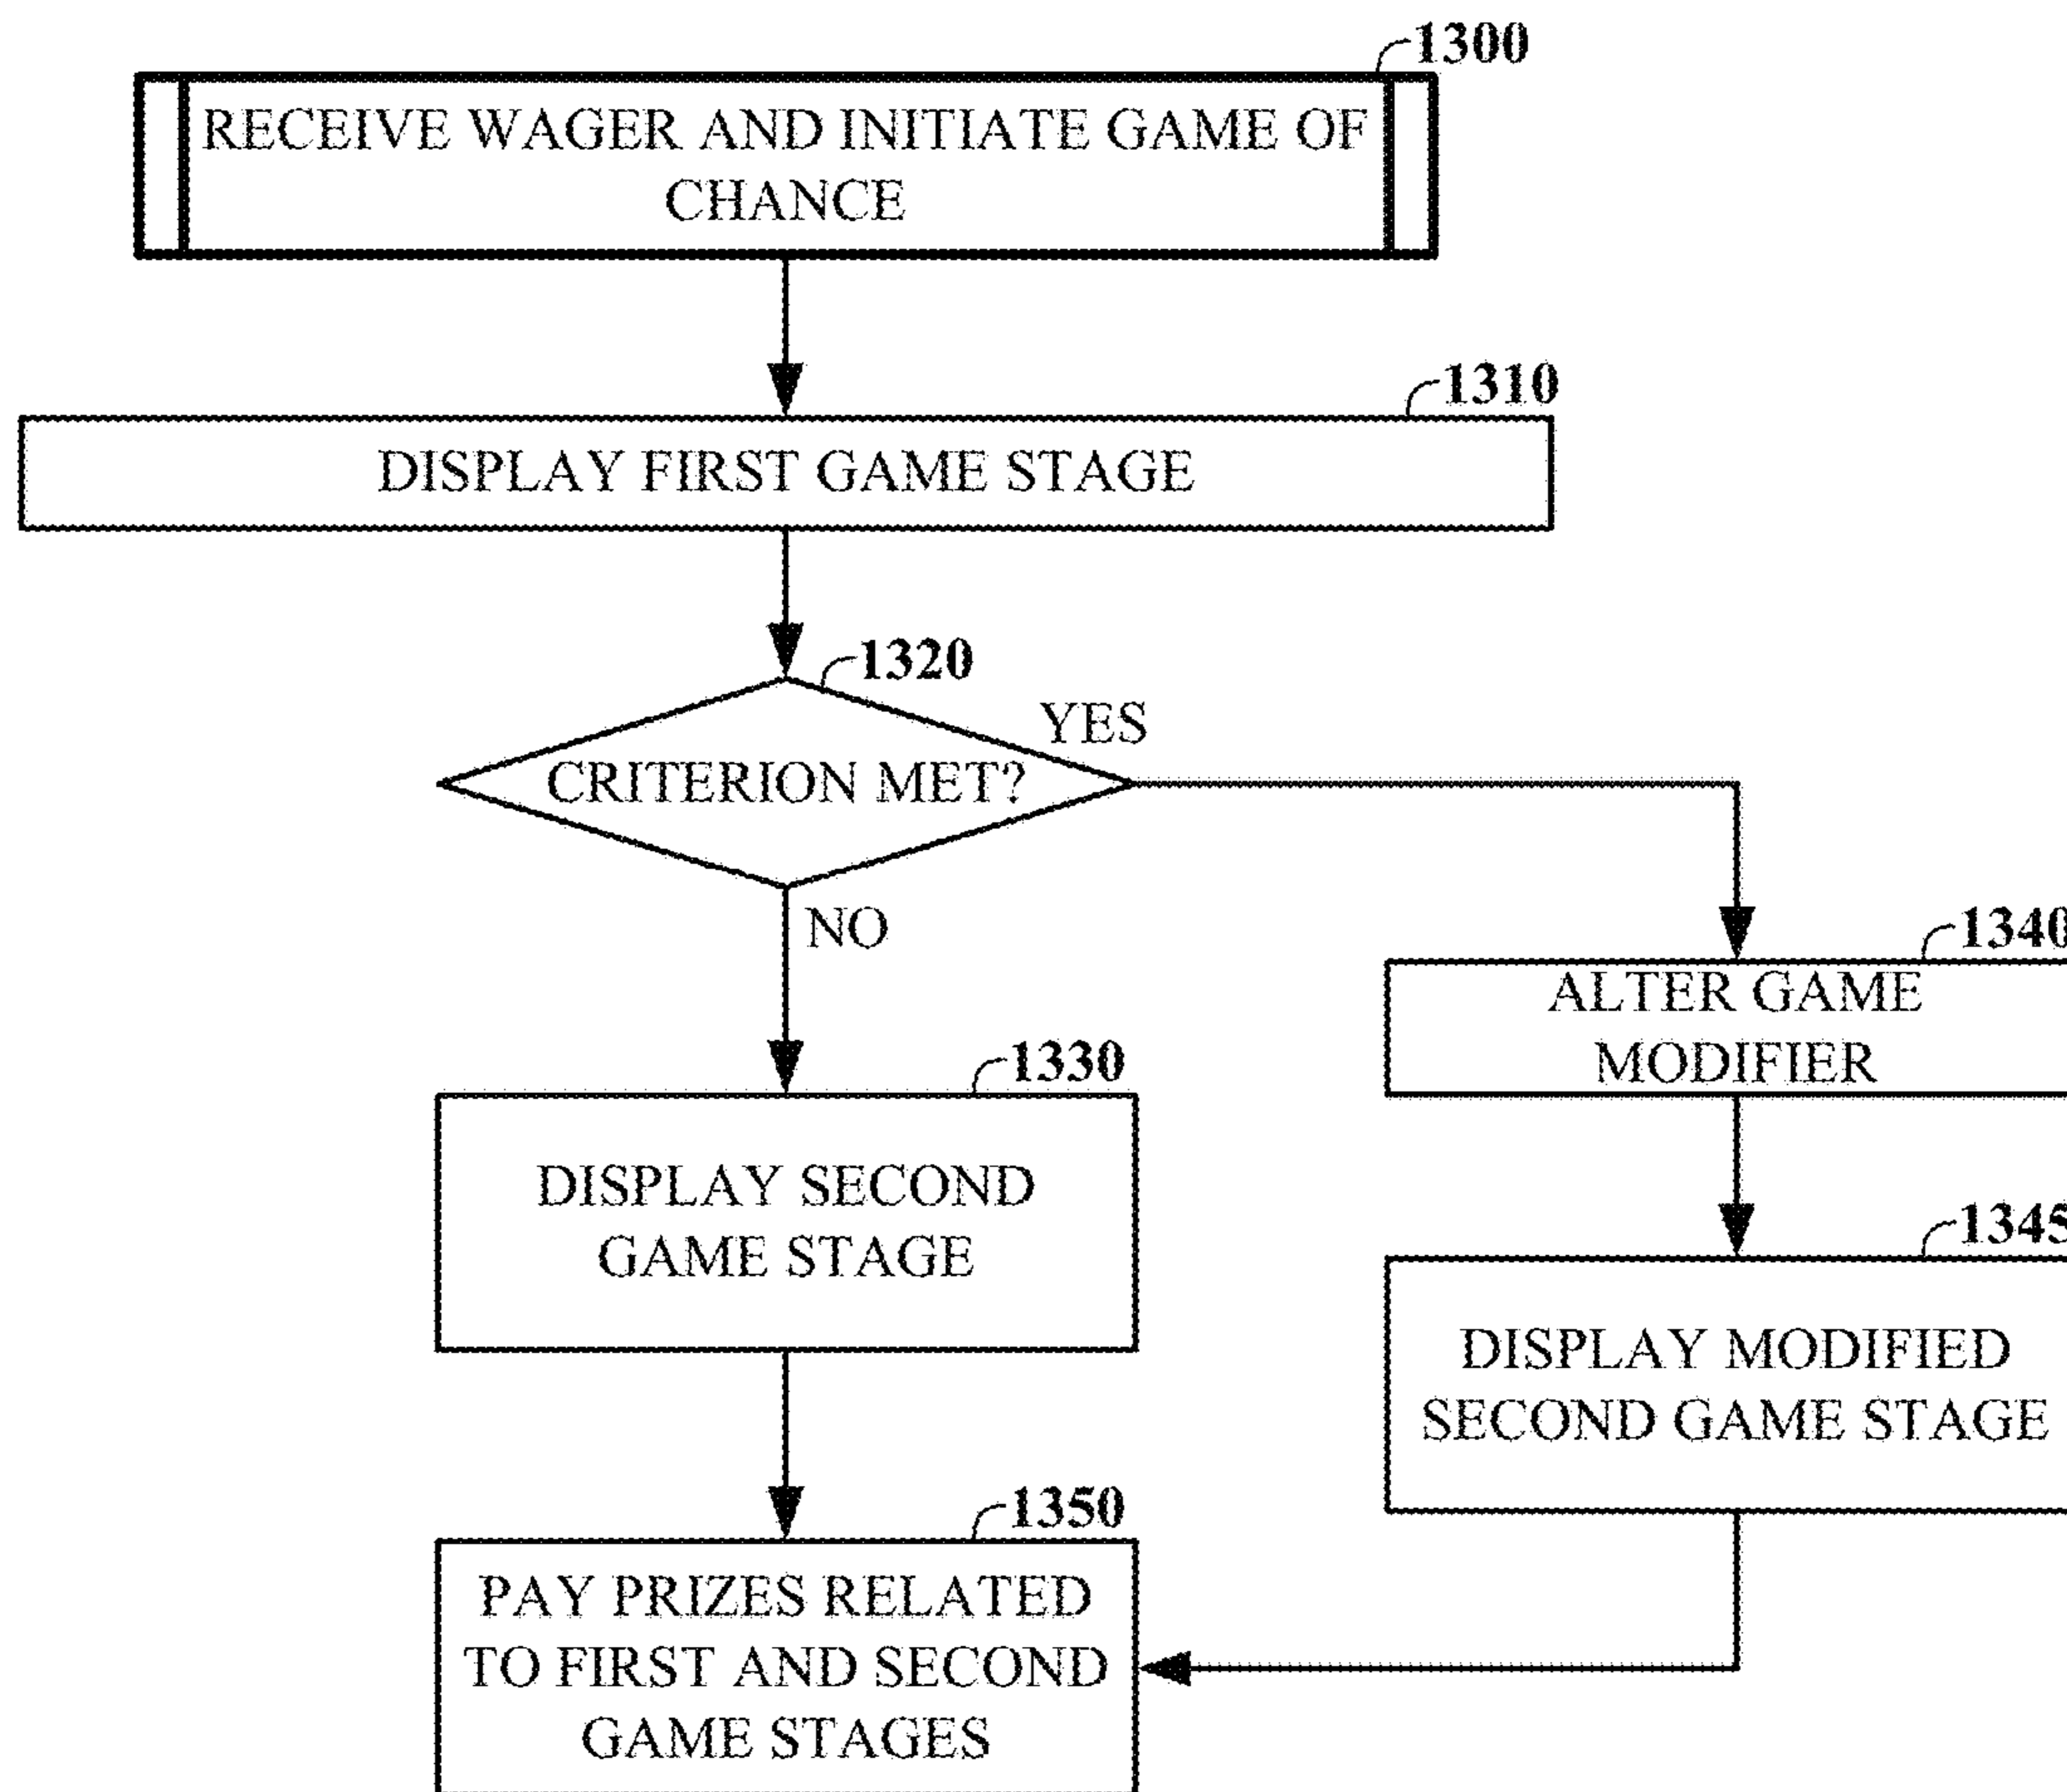 1300
RECEIVE WAGER AND INITIATE GAME OF
CHANCE
1310
DISPLAY FIRST GAME STAGE
1320
YES
CRITERION MET?
NO
1340
ALTER GAME
MODIFIER
1330
DISPLAY SECOND
GAME STAGE
1345
DISPLAY MODIFIED
SECOND GAME STAGE
1350
PAY PRIZES RELATED
TO FIRST AND SECOND
GAME STAGES